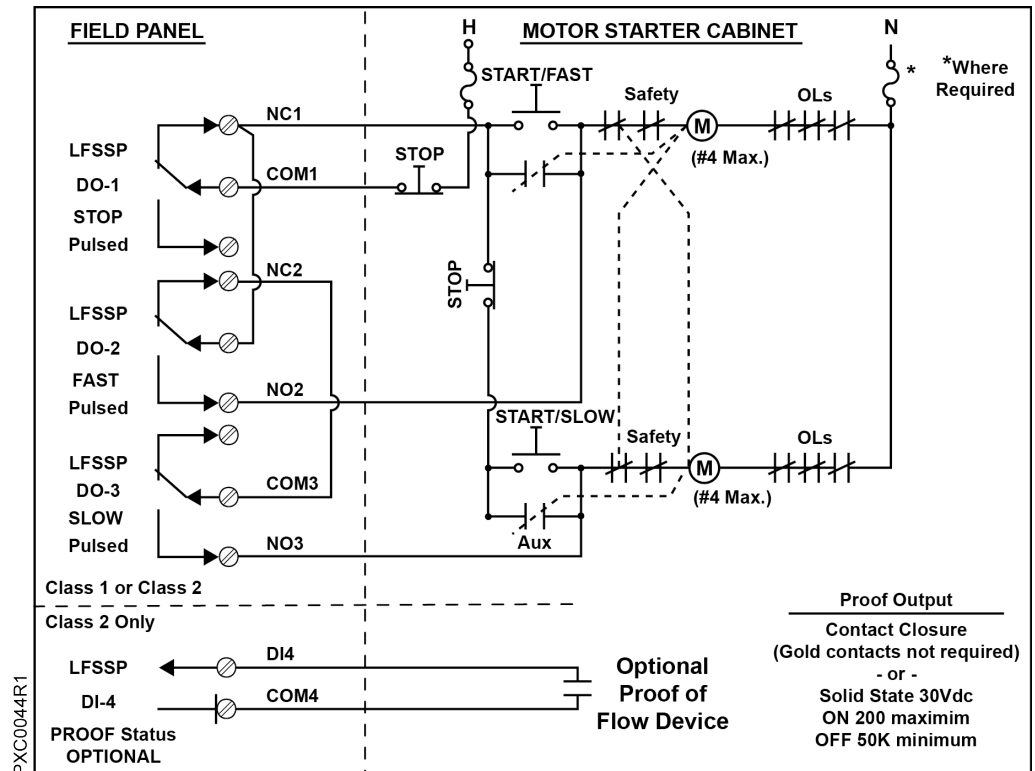 FIELD PANEL
MOTOR STARTER CABINET
H
N
*
*Where
Required
START/FAST
Safety
OLs
NC1
M
(#4 Max.)
LFSSP
DO-1
STOP
Pulsed
COM1
STOP
STOP
NC2
LFSSP
DO-2
FAST
Pulsed
NO2
START/SLOW
Safety
OLs
M
(#4 Max.)
Aux
LFSSP
DO-3
SLOW
Pulsed
COM3
NO3
Class 1 or Class 2
Class 2 Only
LFSSP
DI-4
PROOF Status
OPTIONAL
DI4
COM4
Optional
Proof of
Flow Device
Proof Output
Contact Closure
(Gold contacts not required)
- or -
Solid State 30Vdc
ON 200 maximim
OFF 50K minimum
PXC0044R1